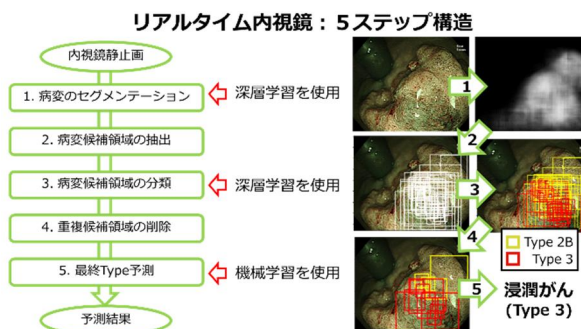 リアルタイム内視鏡：５ステップ構造
内視鏡静止画
1. 病変のセグメンテーション
深層学習を使用
2. 病変候補領域の抽出
3. 病変候補領域の分類
深層学習を使用
4. 重複候補領域の削除
5. 最終Type予測
機械学習を使用
予測結果
1
2
3
4
5
Type 2B
Type 3
浸潤がん
(Type 3)